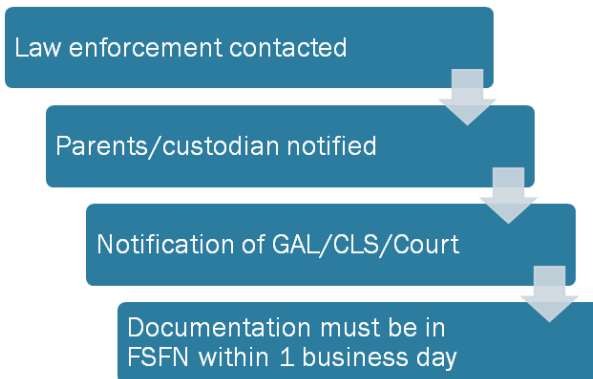 Law enforcement contacted
Parents/custodian notified
Notification of GAL/CLS/Court
Documentation must be in
FSFN within 1 business day